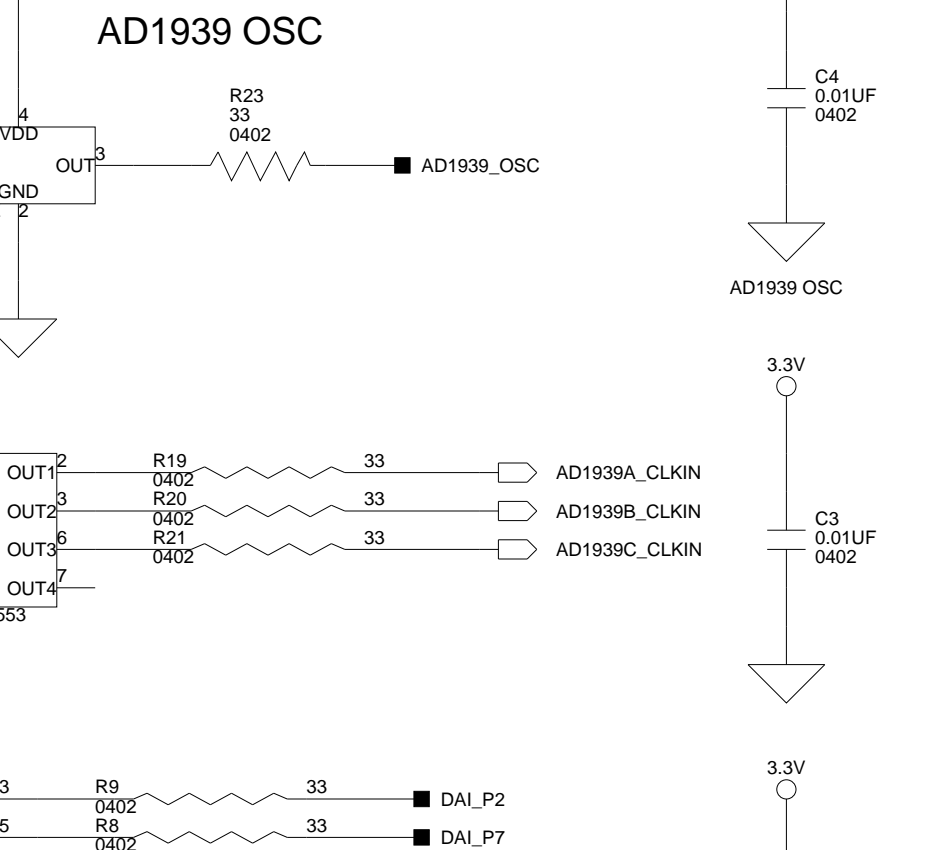 AD1939 OSC
C4
0.01UF
0402
R23
33
0402
4
VDD
3
OUT
AD1939_OSC
GND
2
AD1939 OSC
3.3V
2
OUT1
R19
0402
33
AD1939A_CLKIN
3
OUT2
R20
0402
33
AD1939B_CLKIN
6
OUT3
R21
0402
33
AD1939C_CLKIN
7
OUT4
553
C3
0.01UF
0402
3.3V
3
R9
0402
33
DAI_P2
5
R8
0402
33
DAI_P7